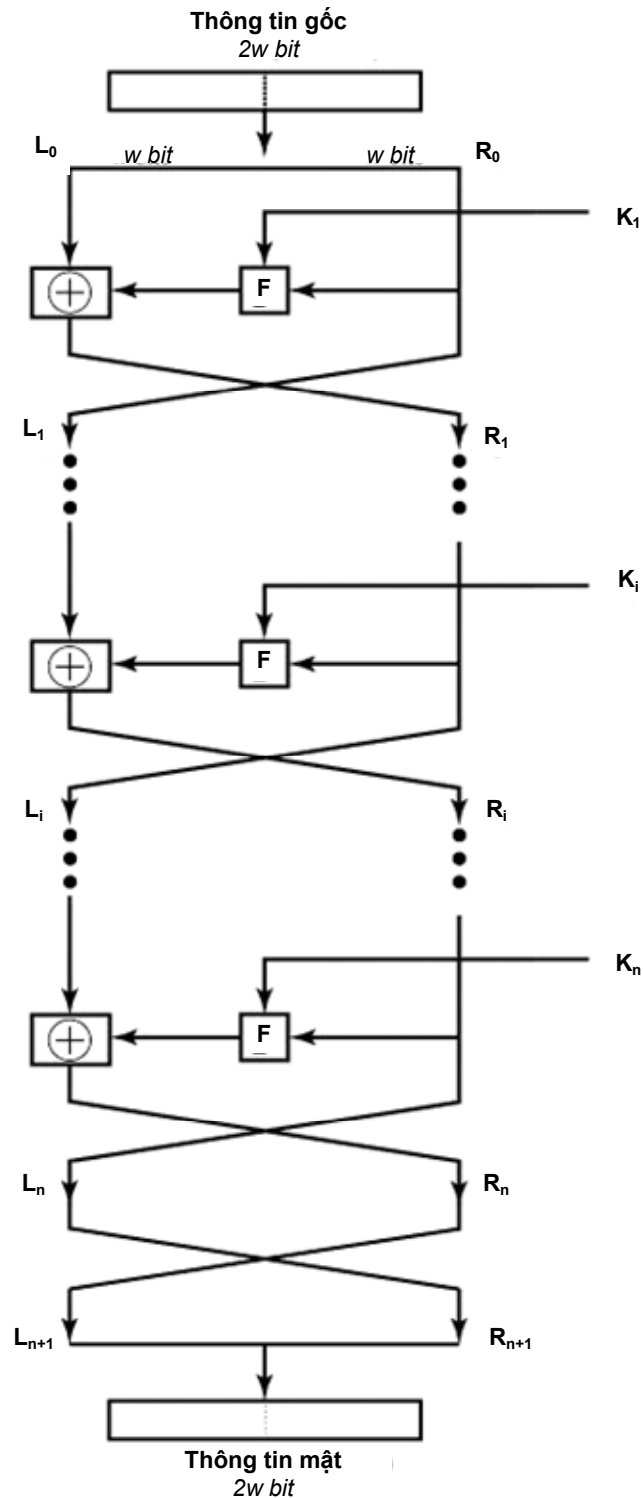 Thông tin gốc
2w bit
L₀ w bit w bit R₀
K₁
⊕ F
L₁ R₁
Kᵢ
⊕ F
Lᵢ Rᵢ
Kₙ
⊕ F
Lₙ Rₙ
Lₙ₊₁ Rₙ₊₁
Thông tin mật
2w bit